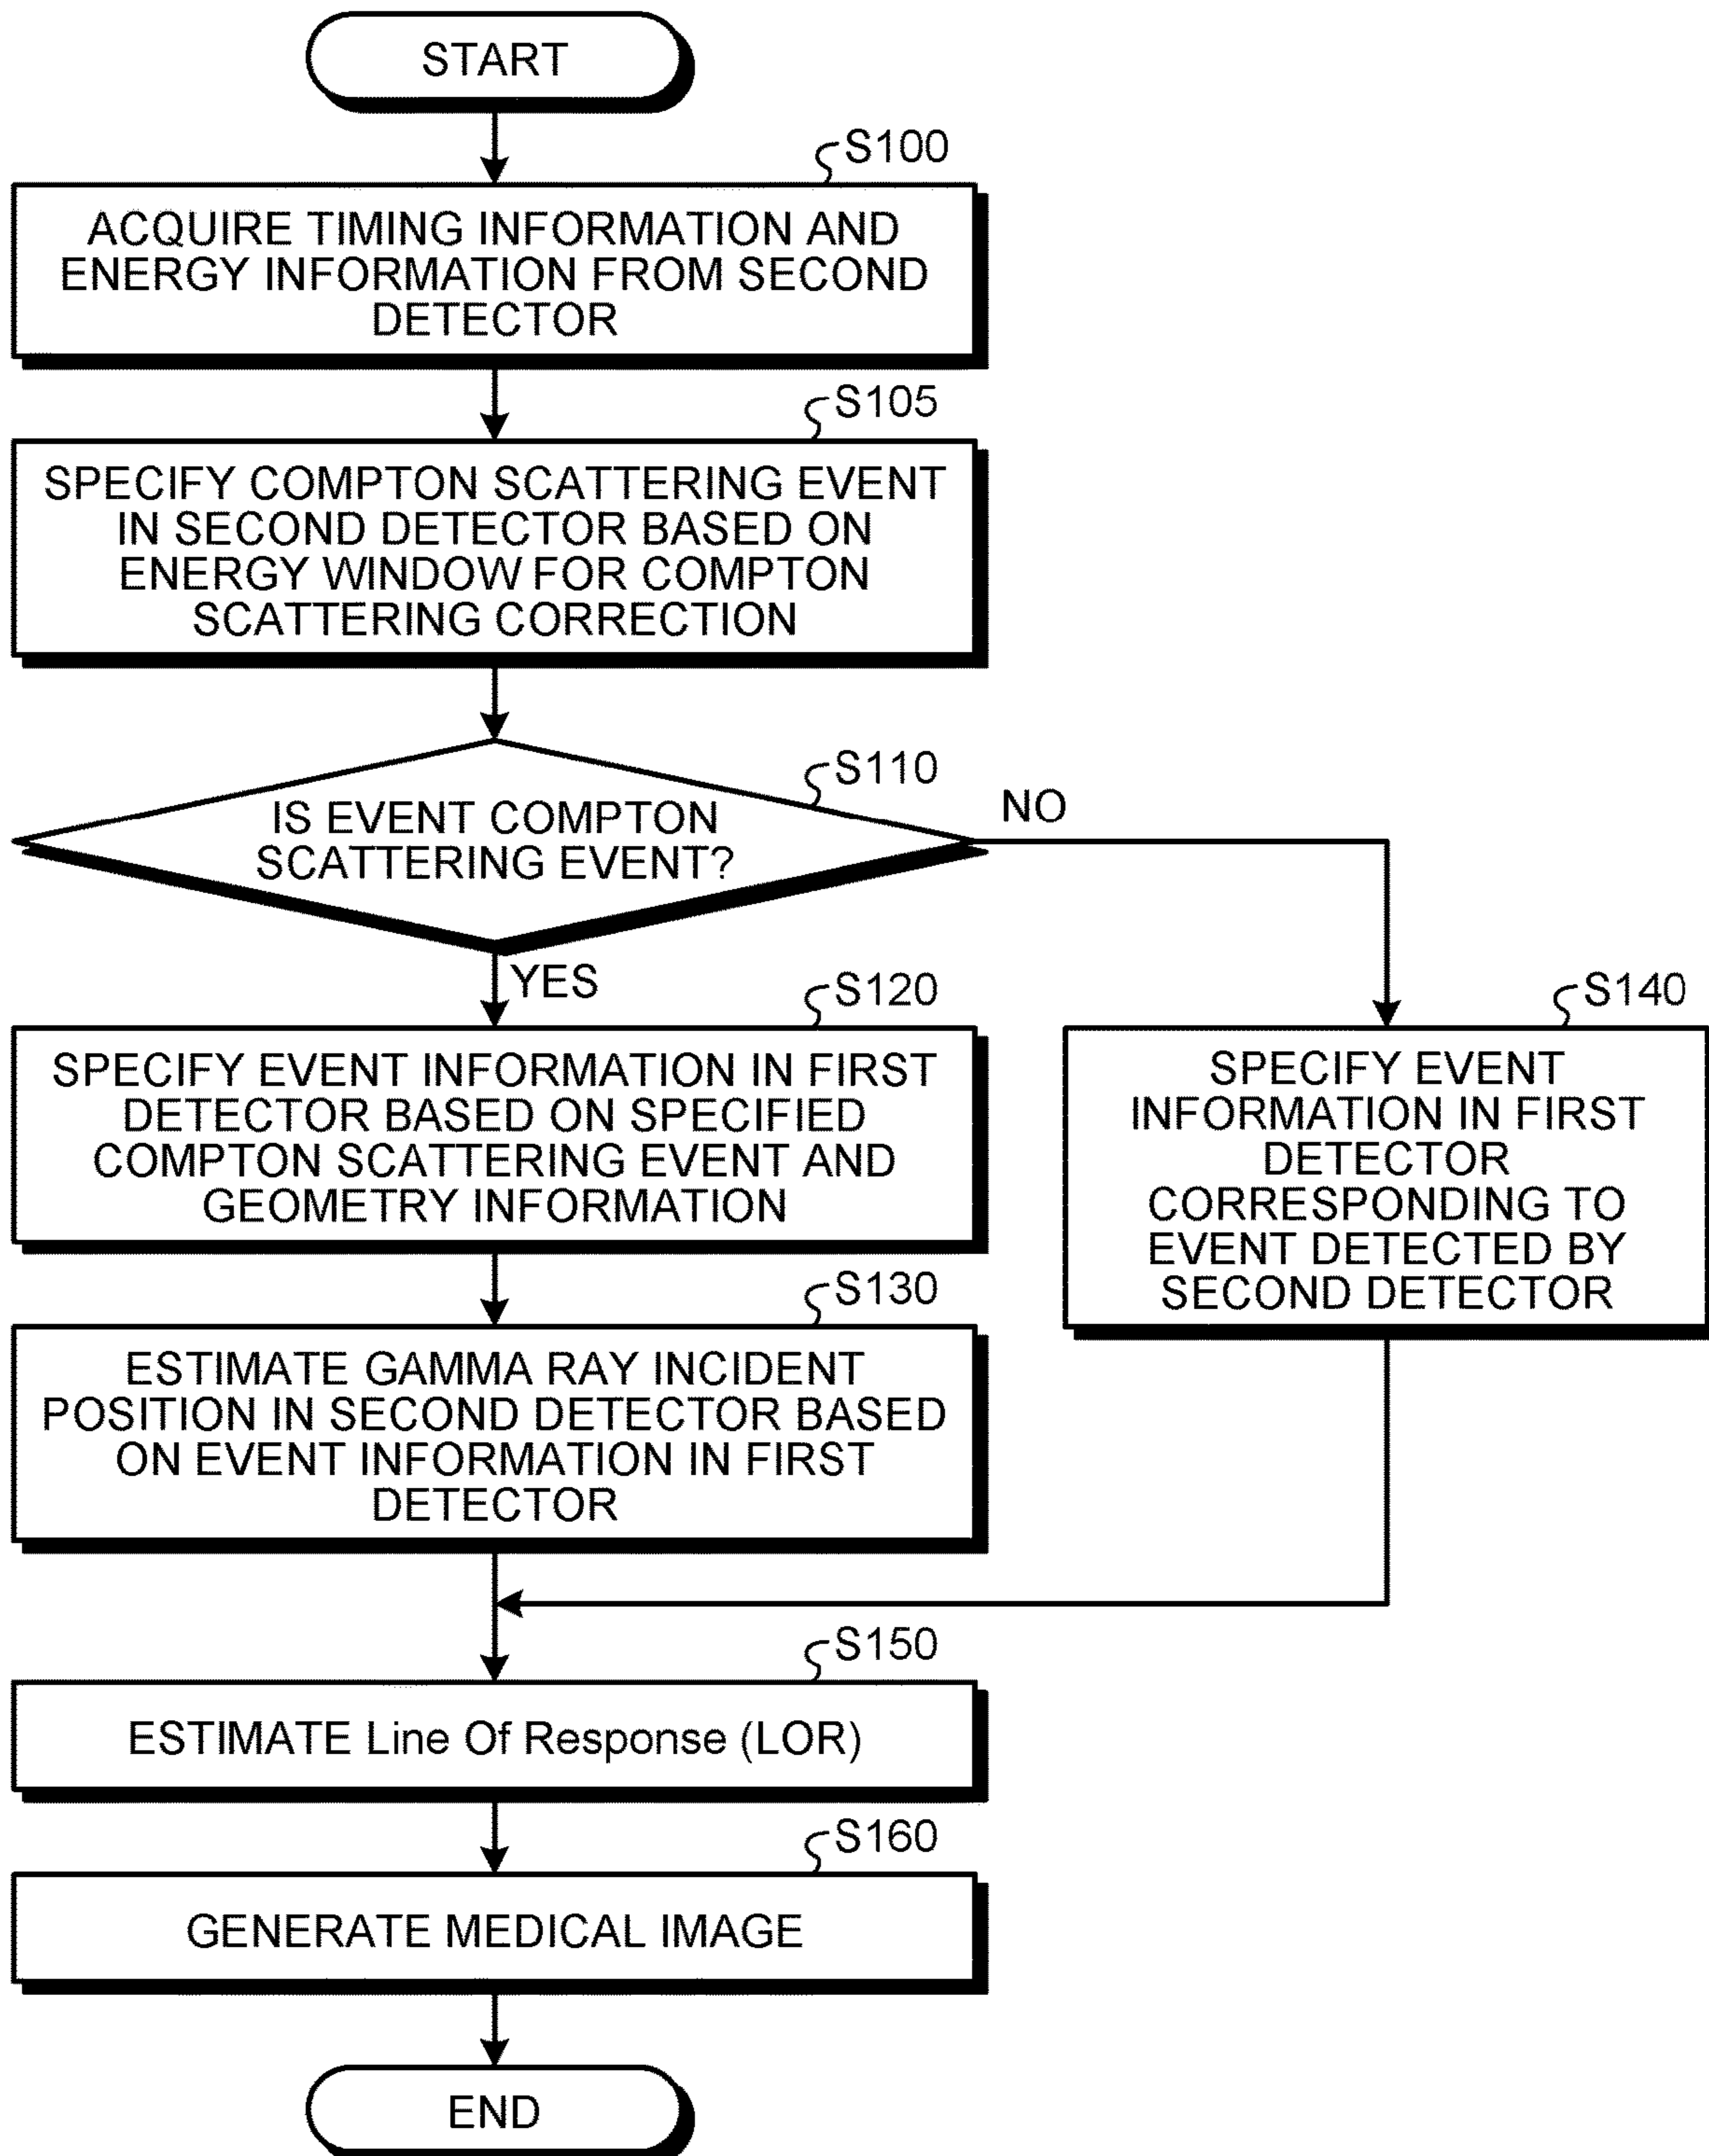 START
S100
ACQUIRE TIMING INFORMATION AND
ENERGY INFORMATION FROM SECOND
DETECTOR
S105
SPECIFY COMPTON SCATTERING EVENT
IN SECOND DETECTOR BASED ON
ENERGY WINDOW FOR COMPTON
SCATTERING CORRECTION
S110
IS EVENT COMPTON
SCATTERING EVENT?
NO
YES
S120
SPECIFY EVENT INFORMATION IN FIRST
DETECTOR BASED ON SPECIFIED
COMPTON SCATTERING EVENT AND
GEOMETRY INFORMATION
S130
ESTIMATE GAMMA RAY INCIDENT
POSITION IN SECOND DETECTOR BASED
ON EVENT INFORMATION IN FIRST
DETECTOR
S140
SPECIFY EVENT
INFORMATION IN FIRST
DETECTOR
CORRESPONDING TO
EVENT DETECTED BY
SECOND DETECTOR
S150
ESTIMATE Line Of Response (LOR)
S160
GENERATE MEDICAL IMAGE
END